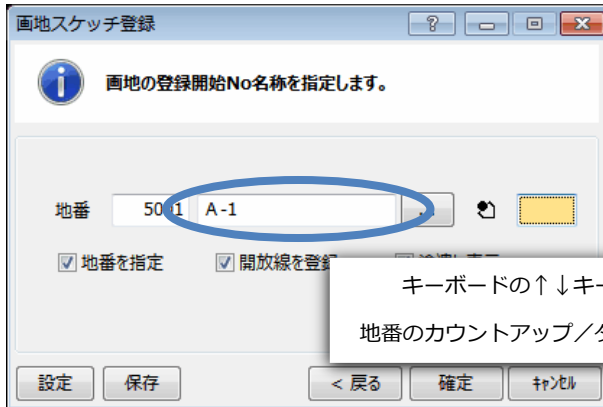 画地スケッチ登録
画地の登録開始No名称を指定します。
地番 5001 A-1 ...
地番を指定 開放線を登録
キーボードの↑↓キー
地番のカウントアップ／
設定 保存 < 戻る 確定 ｷｬﾝｾﾙ